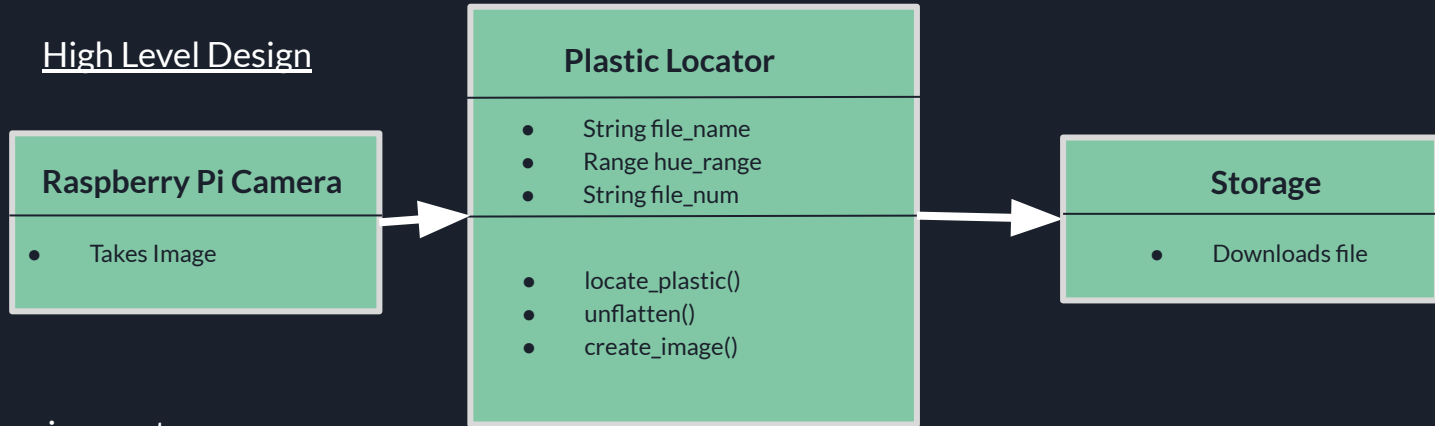 High Level Design
Raspberry Pi Camera
● Takes Image
Plastic Locator
● String file_name
● Range hue_range
● String file_num
● locate_plastic()
● unflatten()
● create_image()
Storage
● Downloads file